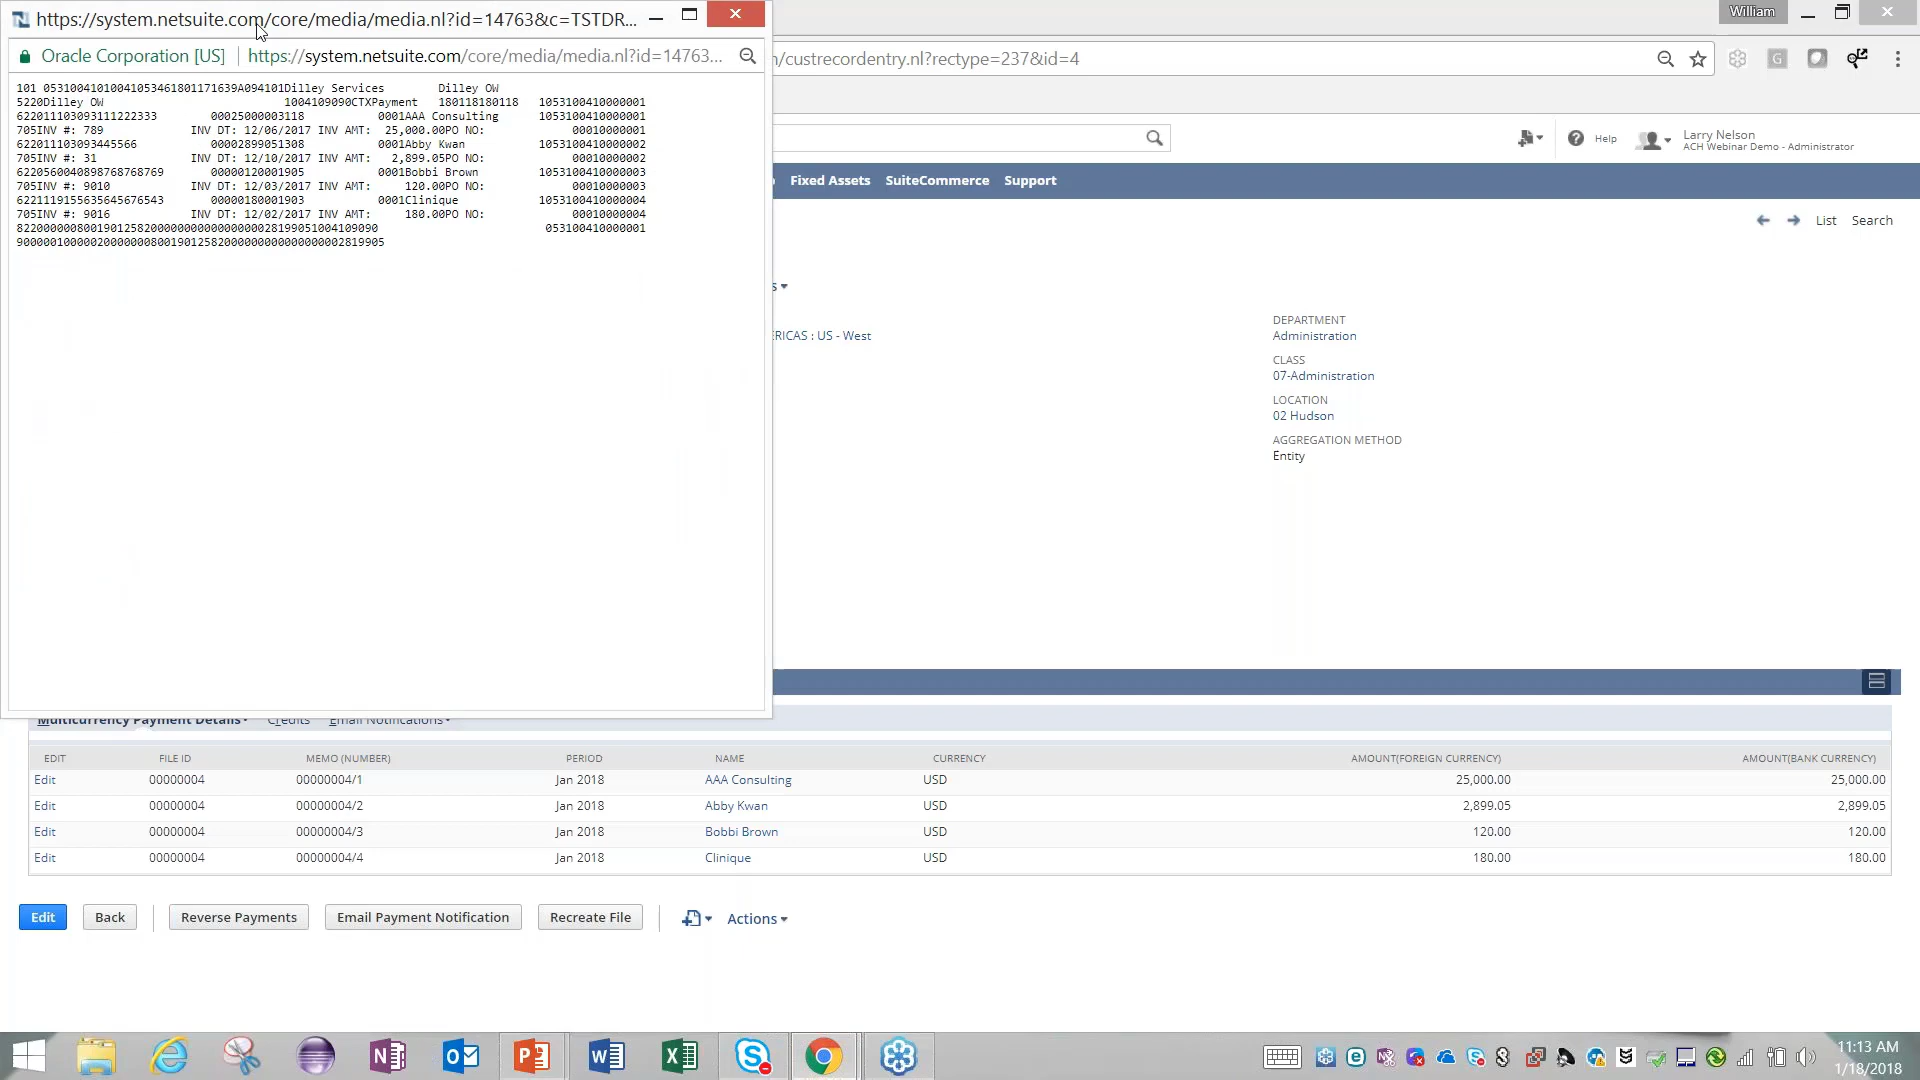 https://system.netsuite.com/core/media/media.nl?id=14763&c=TSTDR...
William
Oracle Corporation [US]
https://system.netsuite.com/core/media/media.nl?id=14763...
/custrecordentry.nl?rectype=237&id=4
101 053100410100410534618011716​39A094101Dilley Services        Dilley OW
5220Dilley OW                           1004109090CTXPayment   180118180118   1053100410000001
622011103093111222333        00025000003118           0001AAA Consulting      1053100410000001
705INV #: 789             INV DT: 12/06/2017 INV AMT:  25,000.00PO NO:             00010000001
622011103093445566           00002899051308           0001Abby Kwan           1053100410000002
705INV #: 31              INV DT: 12/10/2017 INV AMT:   2,899.05PO NO:             00010000002
6220560040898768768769       00000120001905           0001Bobbi Brown         1053100410000003
705INV #: 9010            INV DT: 12/03/2017 INV AMT:     120.00PO NO:             00010000003
6221119155635645676543       00000180001903           0001Clinique            1053100410000004
705INV #: 9016            INV DT: 12/02/2017 INV AMT:     180.00PO NO:             00010000004
053100410000001
Help
Larry Nelson
ACH Webinar Demo - Administrator
Fixed Assets
SuiteCommerce
Support
List
Search
s
RICAS : US - West
DEPARTMENT
Administration
CLASS
07-Administration
LOCATION
02 Hudson
AGGREGATION METHOD
Entity
Multicurrency Payment Details
Credits
Email Notifications
EDIT FILE ID MEMO (NUMBER) PERIOD NAME CURRENCY AMOUNT(FOREIGN CURRENCY) AMOUNT(BANK CURRENCY)
Edit 00000004 00000004/1 Jan 2018 AAA Consulting USD 25,000.00 25,000.00
Edit 00000004 00000004/2 Jan 2018 Abby Kwan USD 2,899.05 2,899.05
Edit 00000004 00000004/3 Jan 2018 Bobbi Brown USD 120.00 120.00
Edit 00000004 00000004/4 Jan 2018 Clinique USD 180.00 180.00
Edit
Back
Reverse Payments
Email Payment Notification
Recreate File
Actions
11:13 AM
1/18/2018